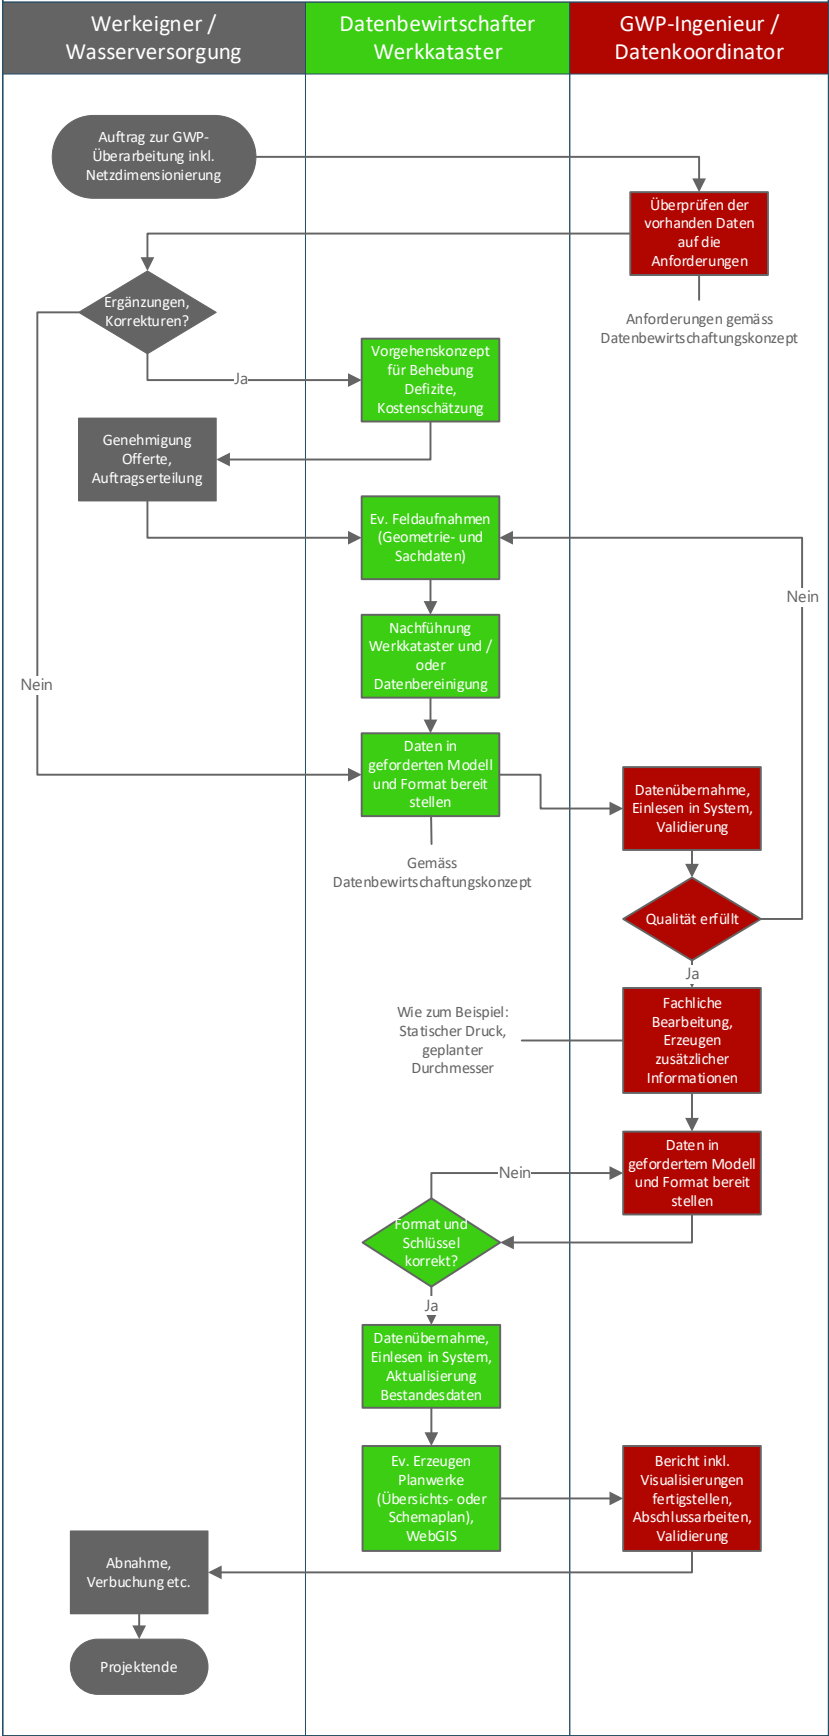 Werkeigner /
Wasserversorgung
Datenbewirtschafter
Werkkataster
GWP-Ingenieur /
Datenkoordinator
Auftrag zur GWP-
Überarbeitung inkl.
Netzdimensionierung
Überprüfen der
vorhanden Daten
auf die
Anforderungen
Ergänzungen,
Korrekturen?
Anforderungen gemäss
Datenbewirtschaftungskonzept
Ja
Vorgehenskonzept
für Behebung
Defizite,
Kostenschätzung
Genehmigung
Offerte,
Auftragserteilung
Ev. Feldaufnahmen
(Geometrie- und
Sachdaten)
Nein
Nachführung
Werkkataster und /
oder
Datenbereinigung
Nein
Daten in
geforderten Modell
und Format bereit
stellen
Datenübernahme,
Einlesen in System,
Validierung
Gemäss
Datenbewirtschaftungskonzept
Qualität erfüllt
Ja
Wie zum Beispiel:
Statischer Druck,
geplanter
Durchmesser
Fachliche
Bearbeitung,
Erzeugen
zusätzlicher
Informationen
Daten in
gefordertem Modell
und Format bereit
stellen
Nein
Format und
Schlüssel
korrekt?
Ja
Datenübernahme,
Einlesen in System,
Aktualisierung
Bestandesdaten
Ev. Erzeugen
Planwerke
(Übersichts- oder
Schemaplan),
WebGIS
Bericht inkl.
Visualisierungen
fertigstellen,
Abschlussarbeiten,
Validierung
Abnahme,
Verbuchung etc.
Projektende